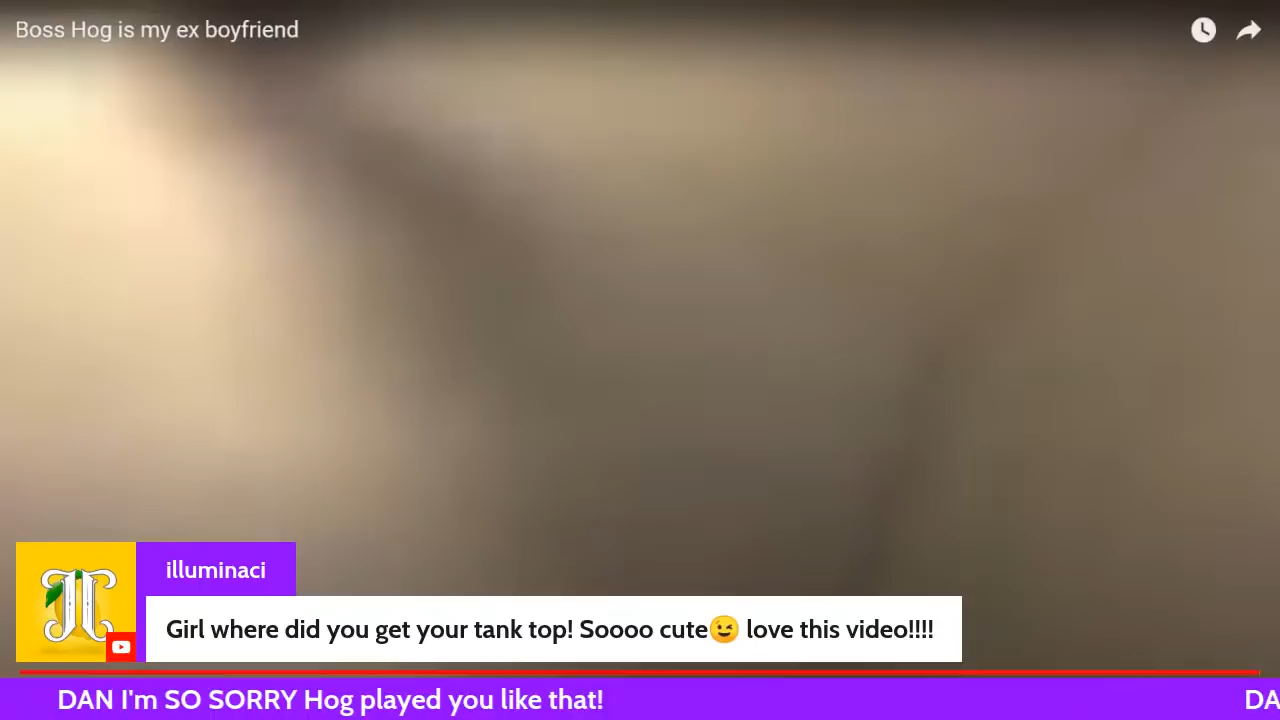 Boss Hog is my ex boyfriend
illuminaci
Girl where did you get your tank top! Soooo cute😉 love this video!!!!
DAN I'm SO SORRY Hog played you like that!
DA